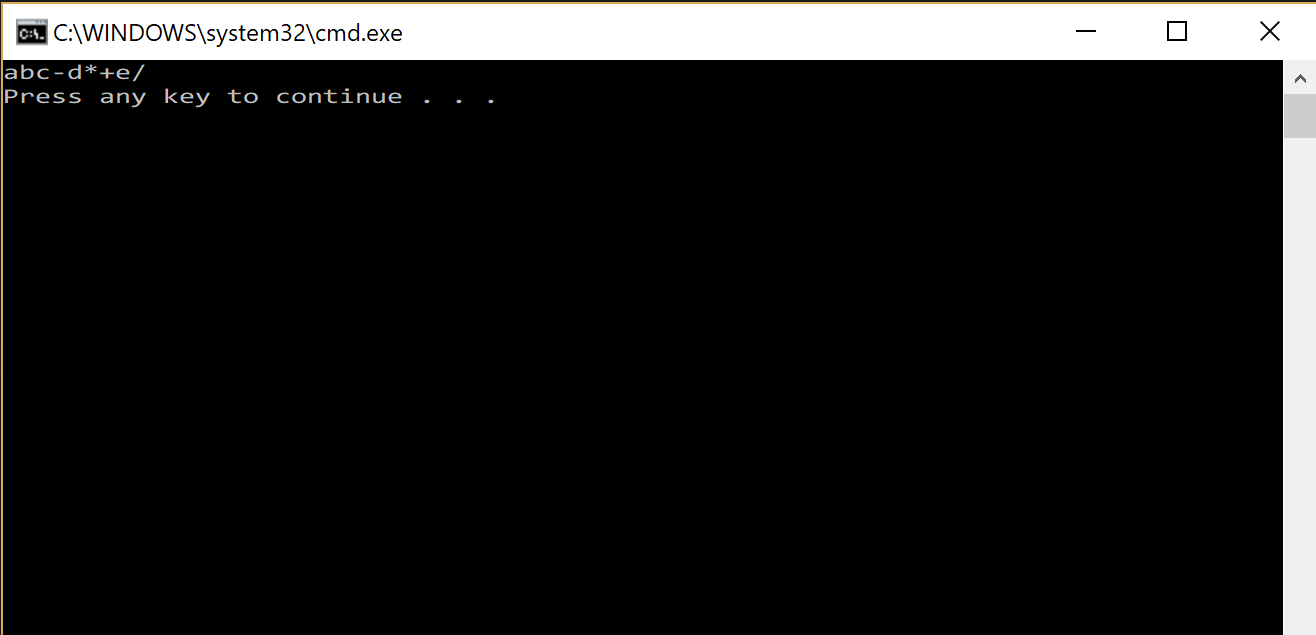 C:\WINDOWS\system32\cmd.exe
abc-d*+e/
Press any key to continue . . .